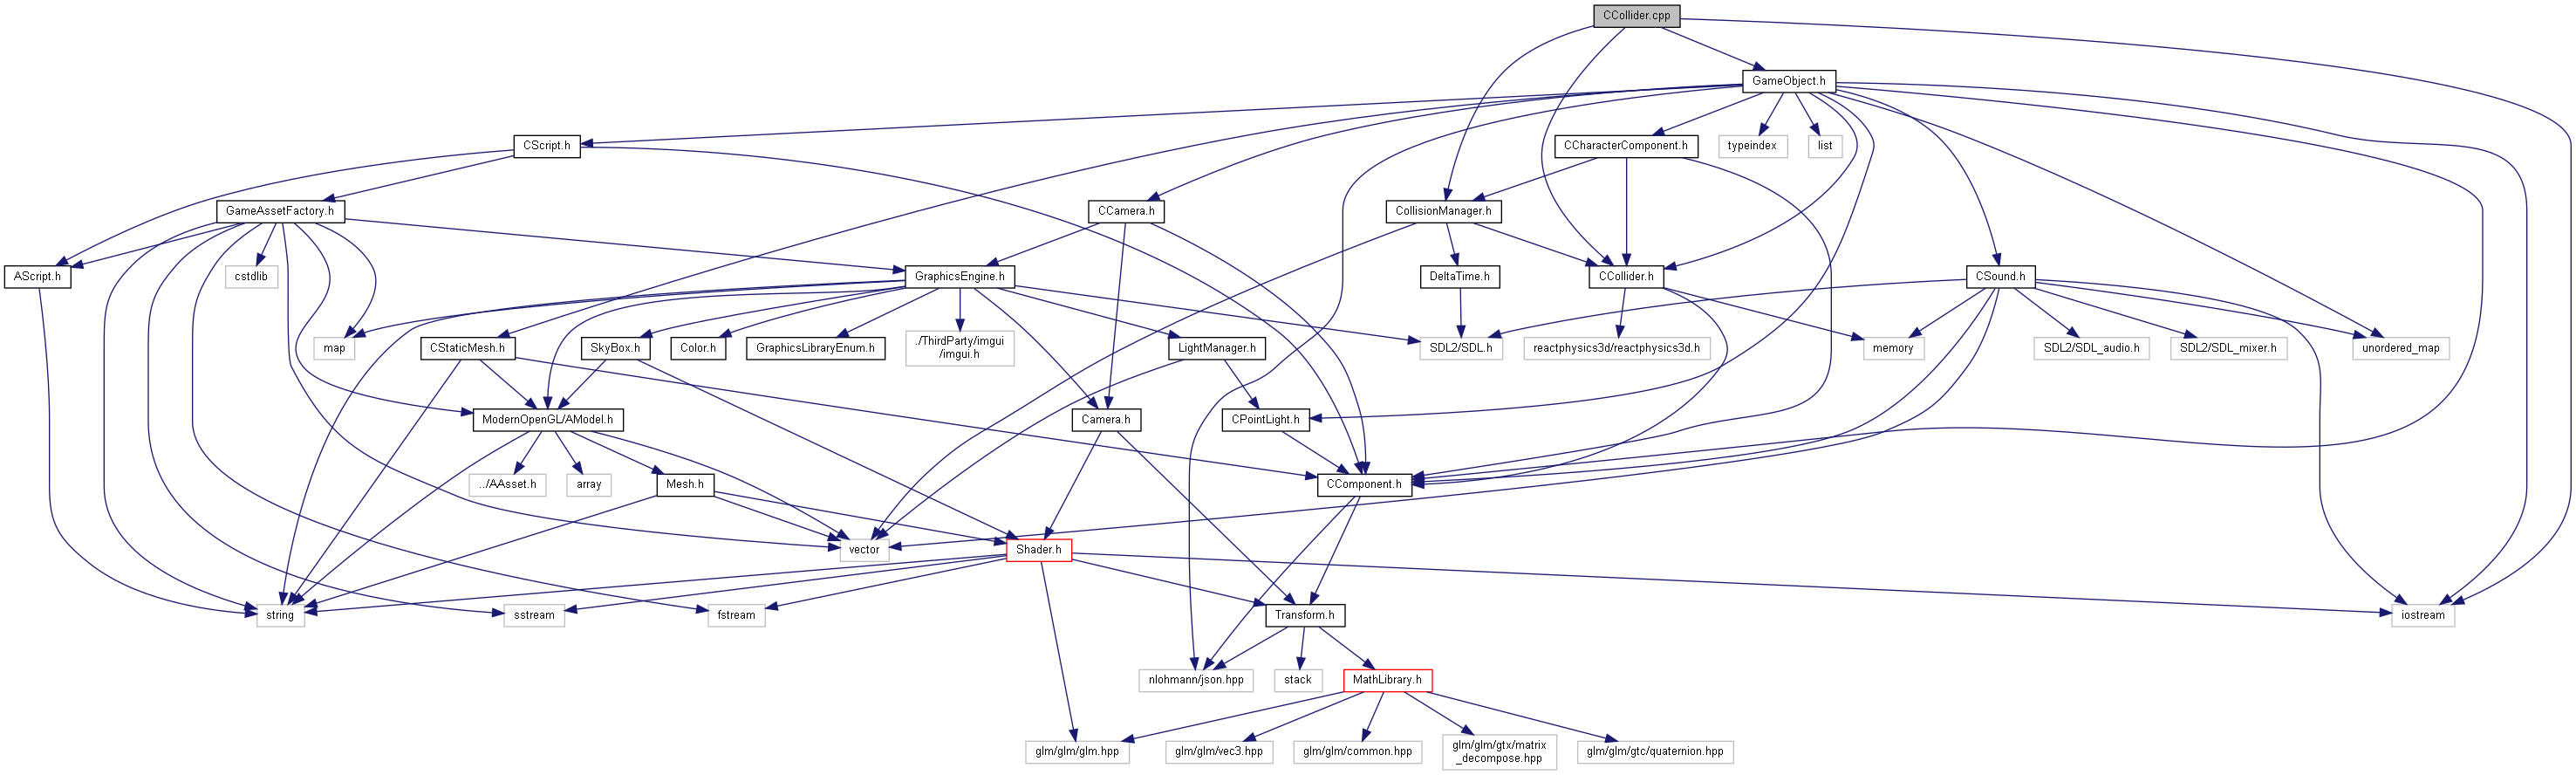 CCollider.cpp
GameObject.h
CScript.h
CCharacterComponent.h
typeindex
list
GameAssetFactory.h
CCamera.h
CollisionManager.h
AScript.h
cstdlib
GraphicsEngine.h
DeltaTime.h
CCollider.h
CSound.h
map
CStaticMesh.h
SkyBox.h
Color.h
GraphicsLibraryEnum.h
./ThirdParty/imgui
/imgui.h
LightManager.h
SDL2/SDL.h
reactphysics3d/reactphysics3d.h
memory
SDL2/SDL_audio.h
SDL2/SDL_mixer.h
unordered_map
ModernOpenGL/AModel.h
Camera.h
CPointLight.h
../AAsset.h
array
Mesh.h
CComponent.h
vector
Shader.h
string
sstream
fstream
Transform.h
iostream
nlohmann/json.hpp
stack
MathLibrary.h
glm/glm/glm.hpp
glm/glm/vec3.hpp
glm/glm/common.hpp
glm/glm/gtx/matrix
_decompose.hpp
glm/glm/gtc/quaternion.hpp